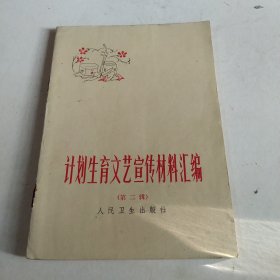 计划生育文艺宣传材料汇编
（第二辑）
人民卫生出版社